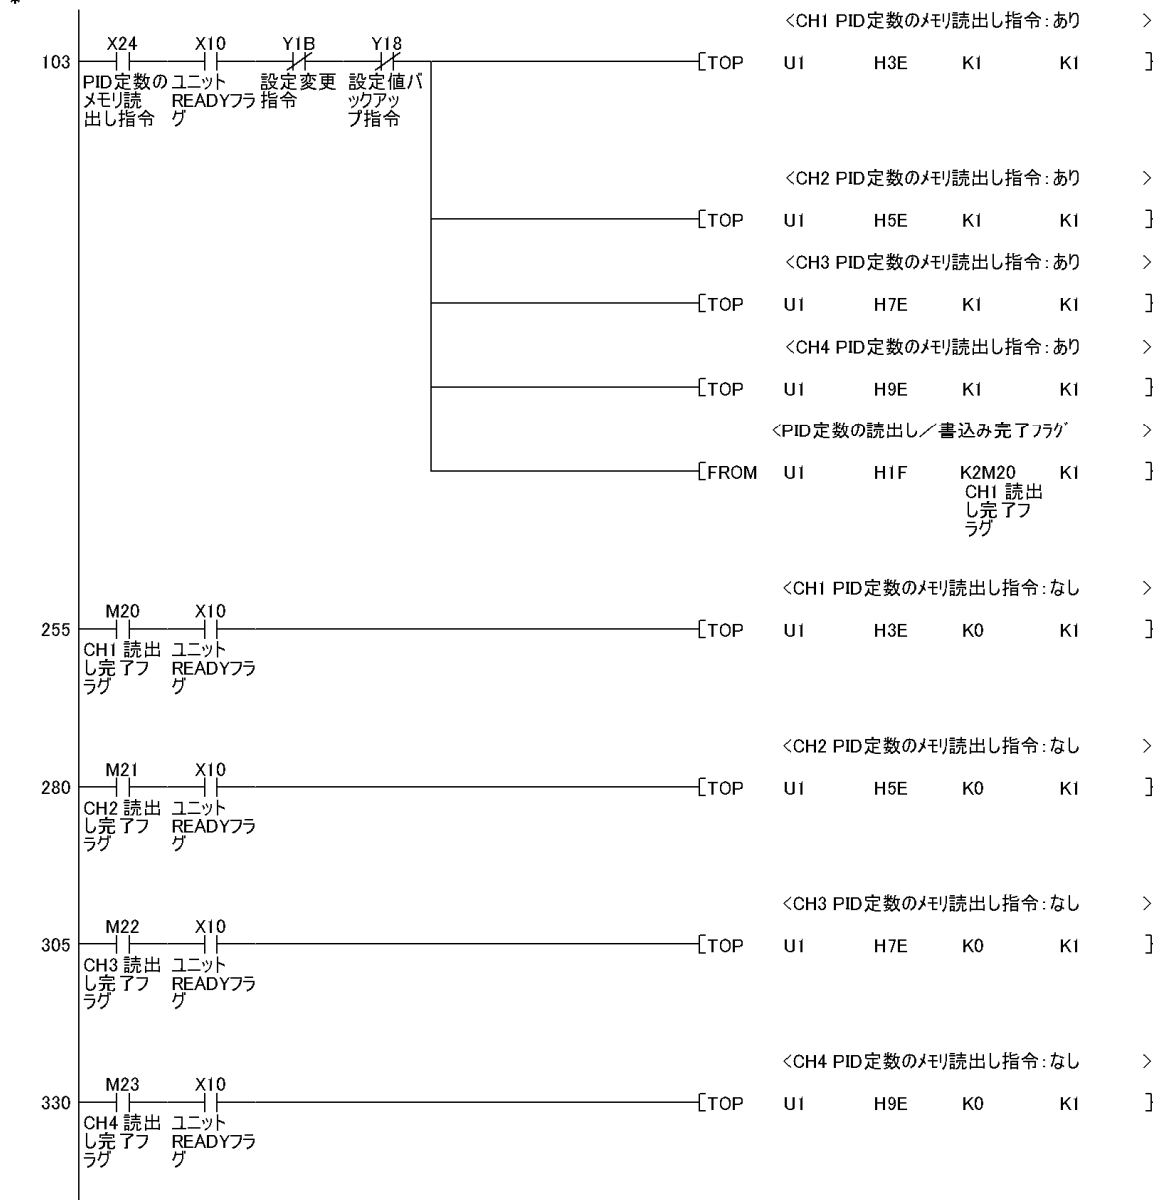 *
<CH1 PID定数のメモリ読出し指令:あり >
X24 X10 Y1B Y18
103 [TOP U1 H3E K1 K1 ]
PID定数の ユニット 設定変更 設定値バ
メモリ読 READYフラ 指令 ックアッ
出し指令 グ プ指令
<CH2 PID定数のメモリ読出し指令:あり >
[TOP U1 H5E K1 K1 ]
<CH3 PID定数のメモリ読出し指令:あり >
[TOP U1 H7E K1 K1 ]
<CH4 PID定数のメモリ読出し指令:あり >
[TOP U1 H9E K1 K1 ]
<PID定数の読出し/書込み完了フラグ >
[FROM U1 H1F K2M20 K1 ]
CH1 読出
し完了フ
ラグ
<CH1 PID定数のメモリ読出し指令:なし >
M20 X10
255 [TOP U1 H3E K0 K1 ]
CH1 読出 ユニット
し完了フ READYフラ
ラグ グ
<CH2 PID定数のメモリ読出し指令:なし >
M21 X10
280 [TOP U1 H5E K0 K1 ]
CH2 読出 ユニット
し完了フ READYフラ
ラグ グ
<CH3 PID定数のメモリ読出し指令:なし >
M22 X10
305 [TOP U1 H7E K0 K1 ]
CH3 読出 ユニット
し完了フ READYフラ
ラグ グ
<CH4 PID定数のメモリ読出し指令:なし >
M23 X10
330 [TOP U1 H9E K0 K1 ]
CH4 読出 ユニット
し完了フ READYフラ
ラグ グ